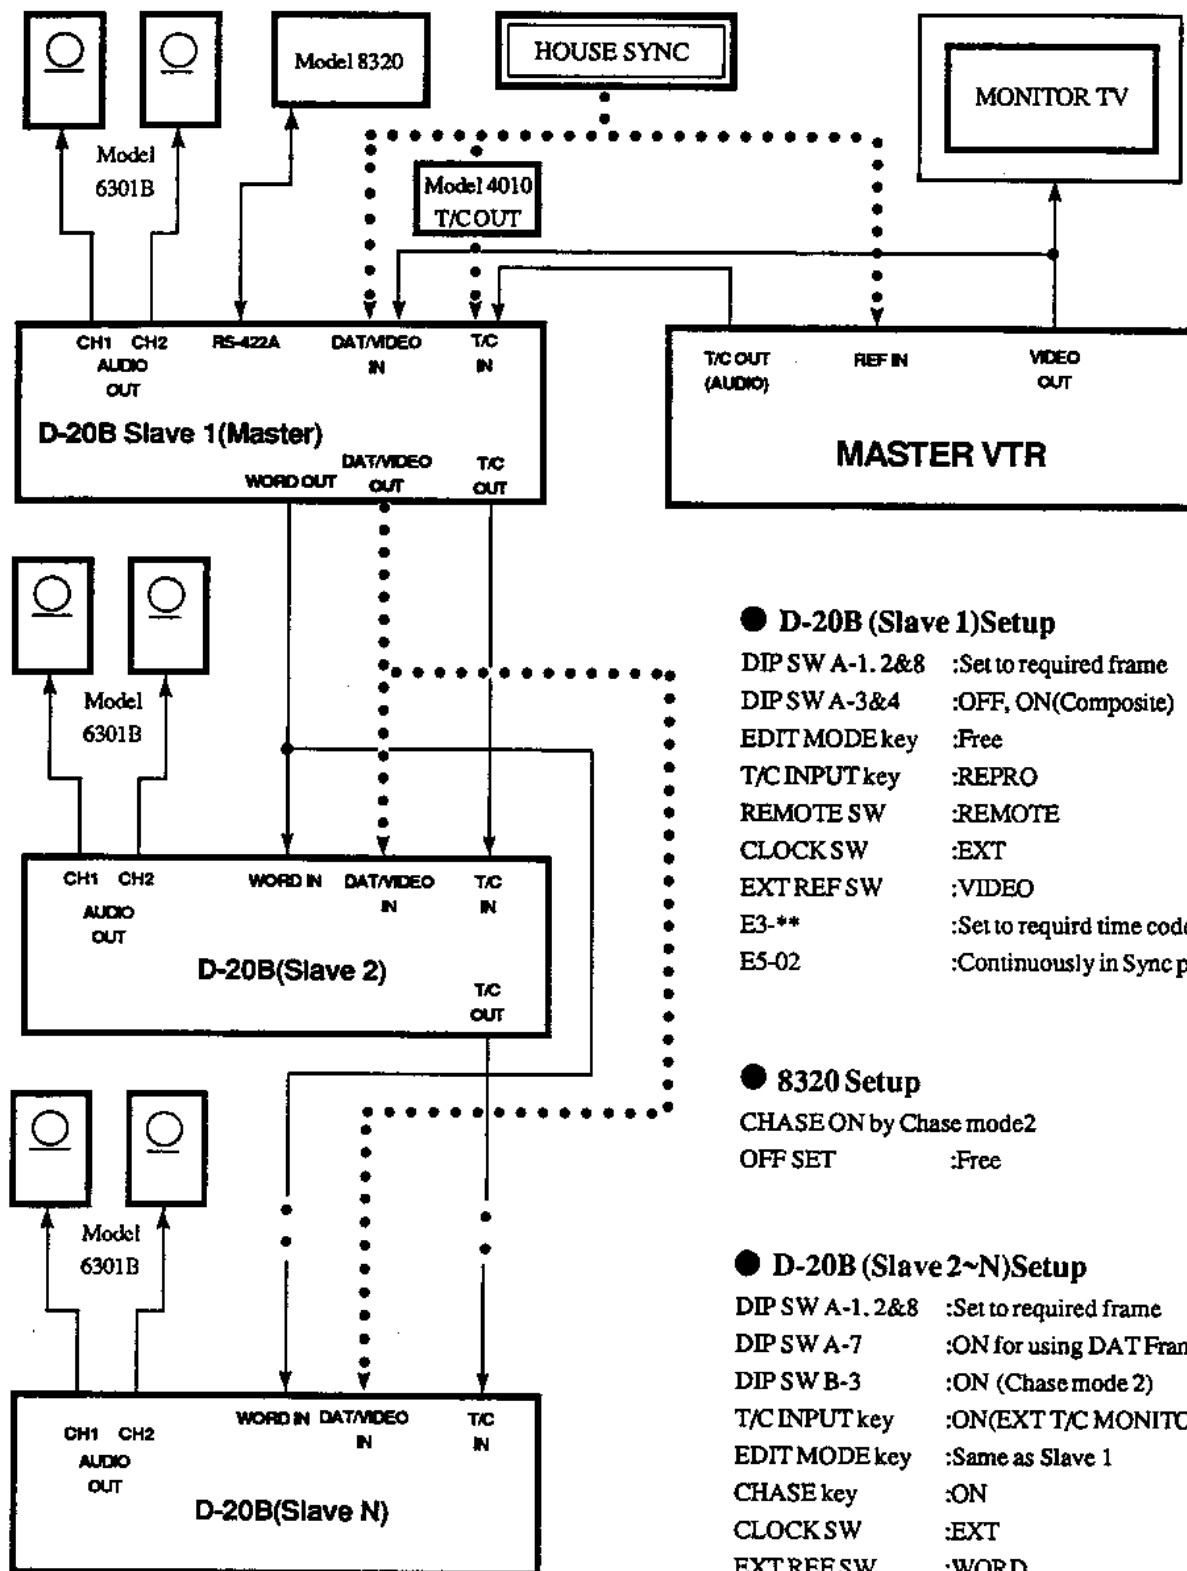 Model 8320
HOUSE SYNC
MONITOR TV
Model
6301B
Model 4010
T/C OUT
CH1 CH2
AUDIO
OUT
RS-422A
DAT/VIDEO
IN
T/C
IN
D-20B Slave 1(Master)
WORD OUT
DAT/VIDEO
OUT
T/C
OUT
T/C OUT
(AUDIO)
REF IN
VIDEO
OUT
MASTER VTR
Model
6301B
CH1 CH2
AUDIO
OUT
WORD IN
DAT/VIDEO
IN
T/C
IN
D-20B(Slave 2)
T/C
OUT
● D-20B (Slave 1)Setup
DIP SW A-1. 2&8 :Set to required frame
DIP SW A-3&4 :OFF, ON(Composite)
EDIT MODE key :Free
T/C INPUT key :REPRO
REMOTE SW :REMOTE
CLOCK SW :EXT
EXT REF SW :VIDEO
E3-** :Set to requird time code
E5-02 :Continuously in Sync p
● 8320 Setup
CHASE ON by Chase mode2
OFF SET :Free
Model
6301B
CH1 CH2
AUDIO
OUT
WORD IN
DAT/VIDEO
IN
T/C
IN
D-20B(Slave N)
● D-20B (Slave 2~N)Setup
DIP SW A-1. 2&8 :Set to required frame
DIP SW A-7 :ON for using DAT Fran
DIP SW B-3 :ON (Chase mode 2)
T/C INPUT key :ON(EXT T/C MONITO
EDIT MODE key :Same as Slave 1
CHASE key :ON
CLOCK SW :EXT
EXT REF SW :WORD